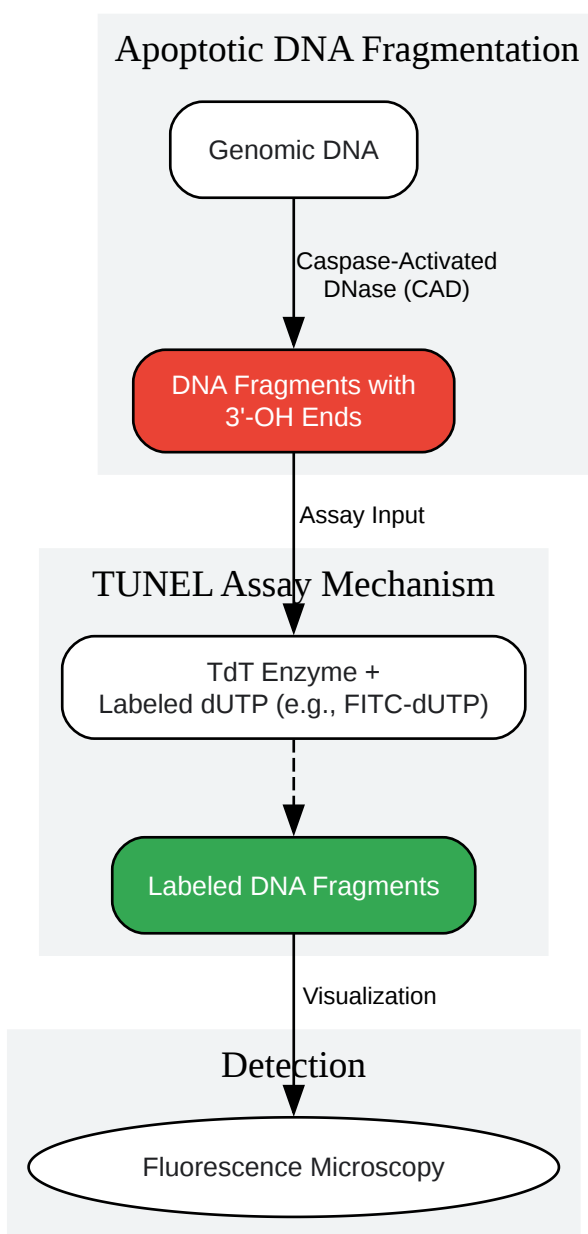 Apoptotic DNA Fragmentation
Genomic DNA
Caspase-Activated
DNase (CAD)
DNA Fragments with
3'-OH Ends
Assay Input
TUNEL Assay Mechanism
TdT Enzyme +
Labeled dUTP (e.g., FITC-dUTP)
Labeled DNA Fragments
Visualization
Detection
Fluorescence Microscopy